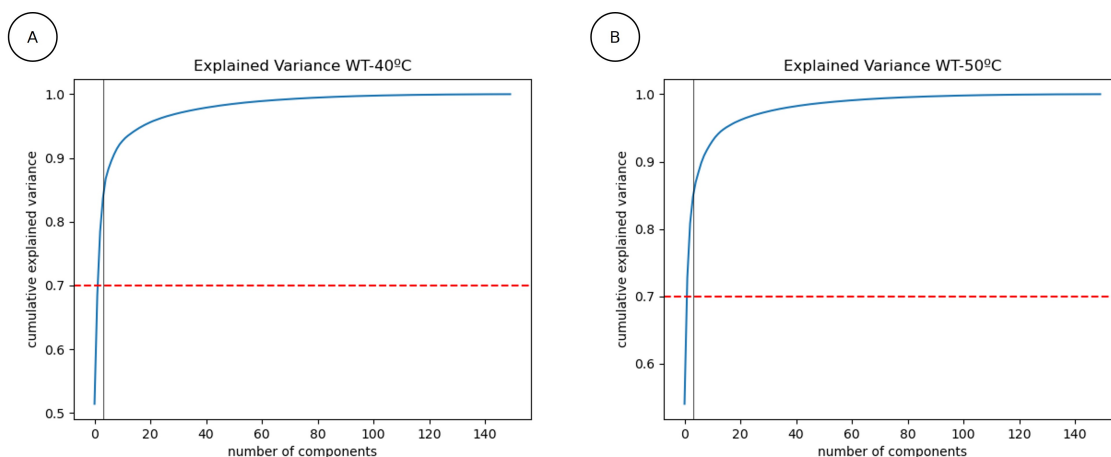 A
Explained Variance WT-40ºC
cumulative explained variance
1.0
0.9
0.8
0.7
0.6
0.5
0 20 40 60 80 100 120 140
number of components
B
Explained Variance WT-50ºC
cumulative explained variance
1.0
0.9
0.8
0.7
0.6
0 20 40 60 80 100 120 140
number of components